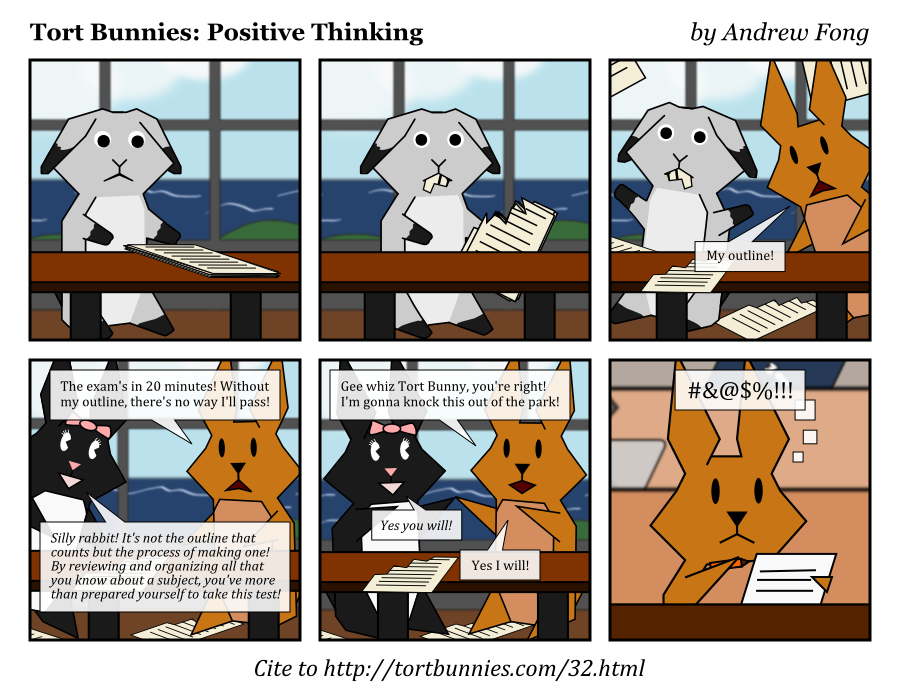 Tort Bunnies: Positive Thinking
by Andrew Fong
My outline!
The exam's in 20 minutes! Without
my outline, there's no way I'll pass!
Silly rabbit! It's not the outline that
counts but the process of making one!
By reviewing and organizing all that
you know about a subject, you've more
than prepared yourself to take this test!
Gee whiz Tort Bunny, you're right!
I'm gonna knock this out of the park!
Yes you will!
Yes I will!
#&@$%!!!
Cite to http://tortbunnies.com/32.html